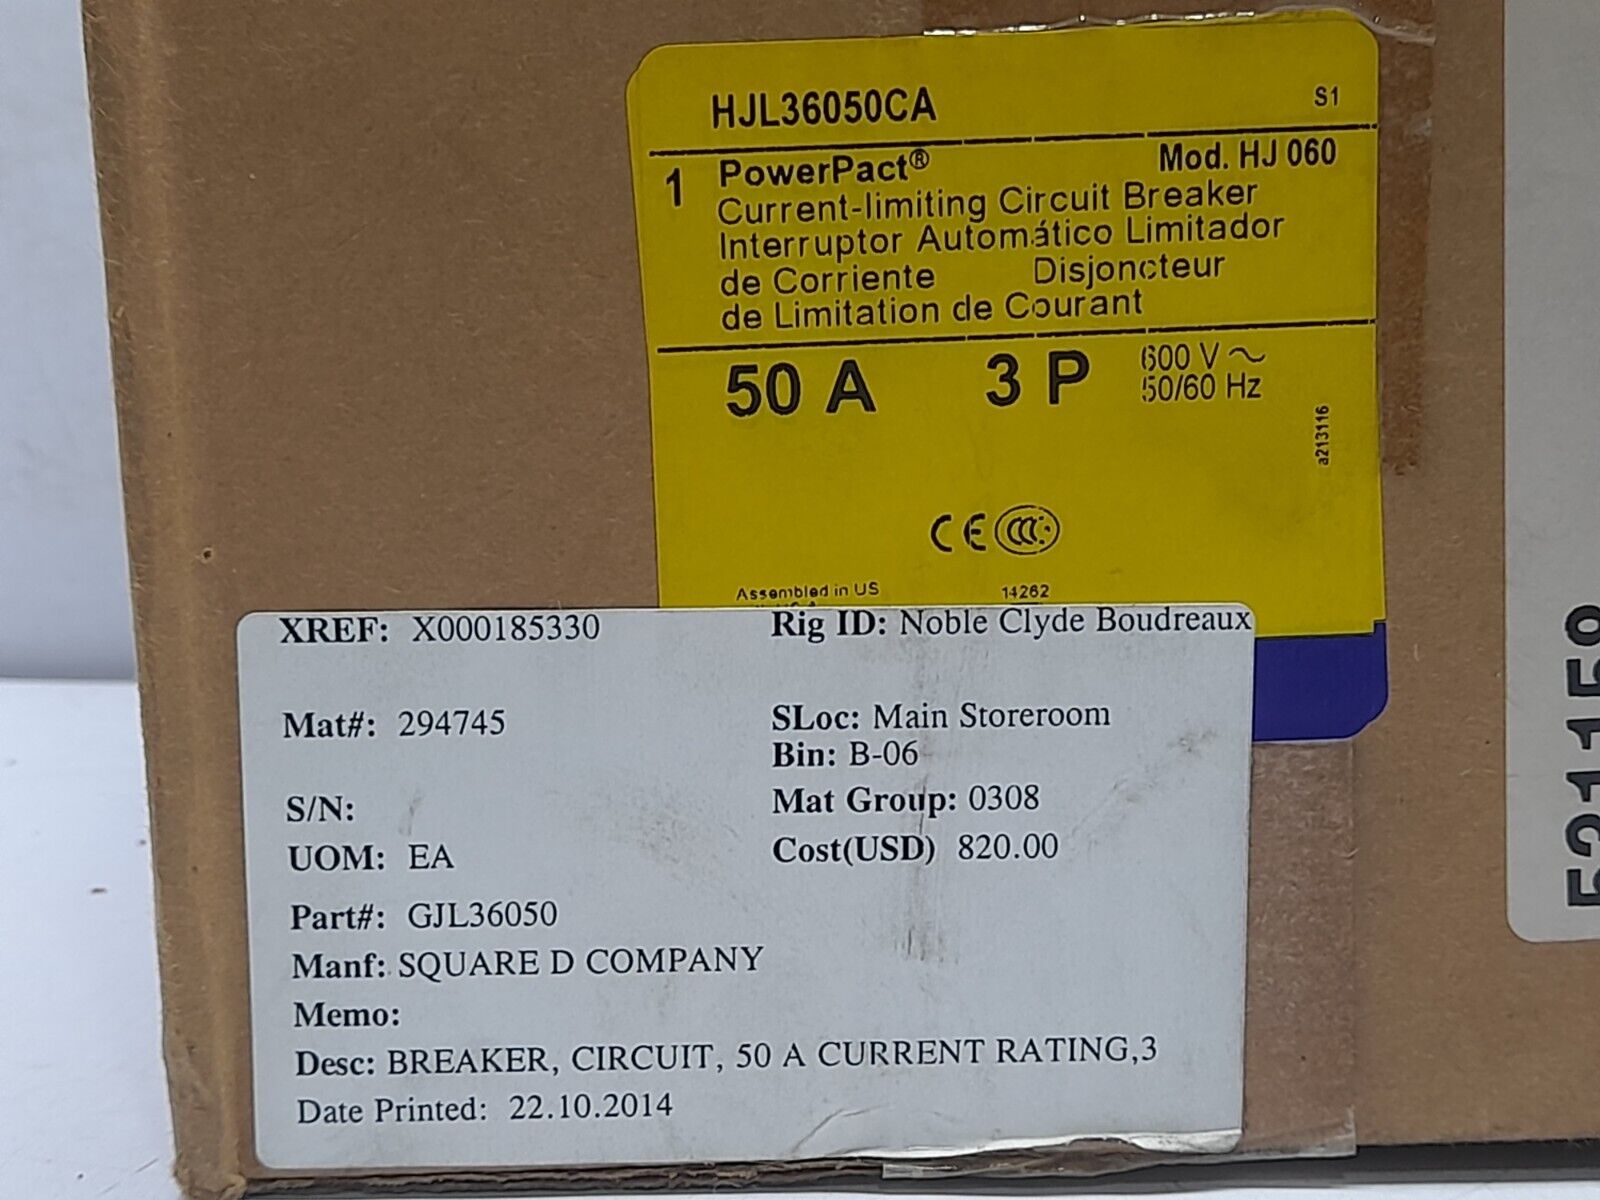 HJL36050CA S1
1 PowerPact® Mod. HJ 060
Current-limiting Circuit Breaker
Interruptor Automático Limitador
de Corriente Disjoncteur
de Limitation de Courant
50 A 3 P 600 V ~
50/60 Hz
a213116
CE CCC
Assembled in US 14262
XREF: X000185330 Rig ID: Noble Clyde Boudreaux
Mat#: 294745 SLoc: Main Storeroom
Bin: B-06
S/N: Mat Group: 0308
UOM: EA Cost(USD) 820.00
Part#: GJL36050
Manf: SQUARE D COMPANY
Memo:
Desc: BREAKER, CIRCUIT, 50 A CURRENT RATING,3
Date Printed: 22.10.2014